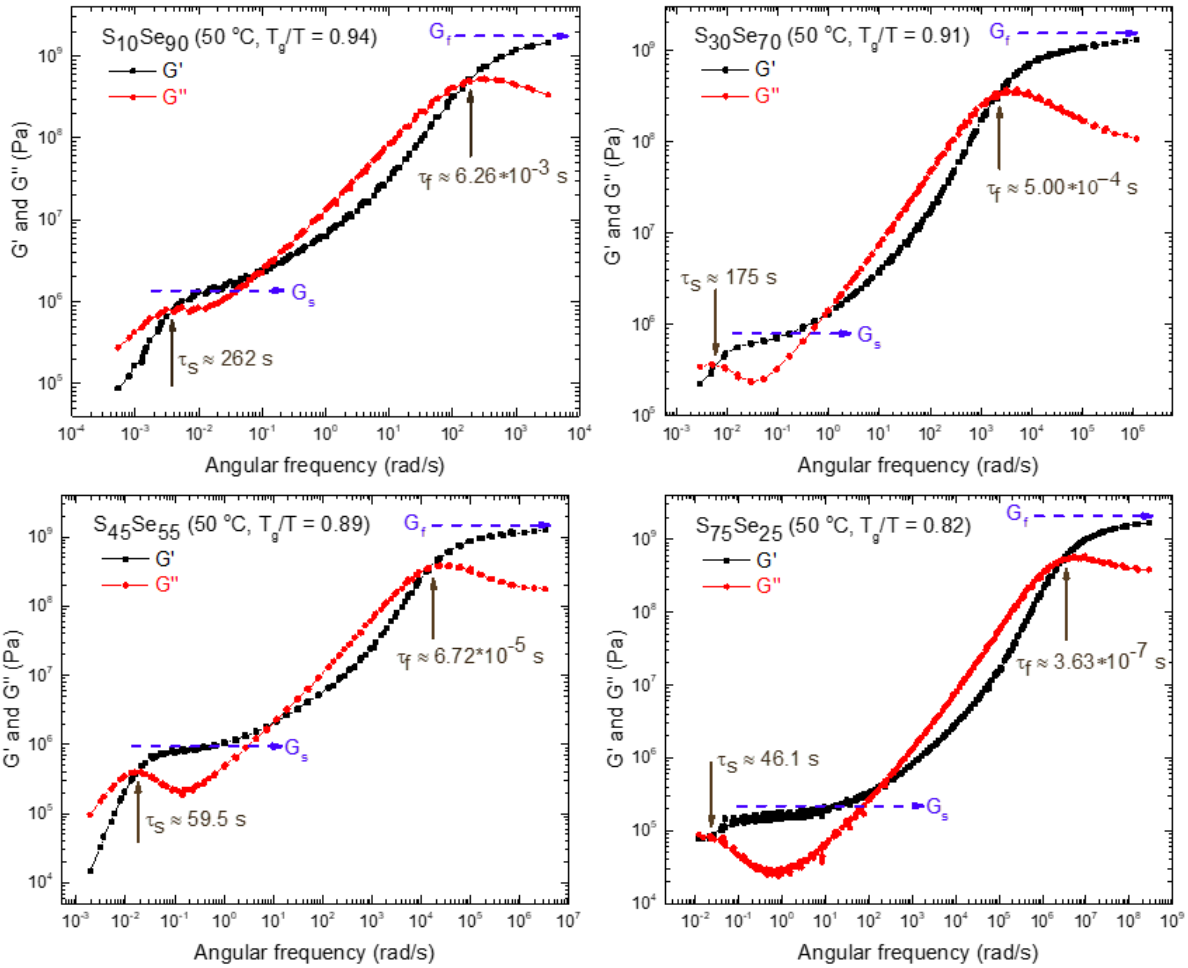 S10Se90 (50 °C, Tg/T = 0.94)
Gf
G'
G''
τf ≈ 6.26*10-3 s
Gs
τs ≈ 262 s
G' and G'' (Pa)
10^9
10^8
10^7
10^6
10^5
10^-4 10^-3 10^-2 10^-1 10^0 10^1 10^2 10^3 10^4
Angular frequency (rad/s)
S30Se70 (50 °C, Tg/T = 0.91)
Gf
G'
G''
τf ≈ 5.00*10-4 s
τs ≈ 175 s
Gs
G' and G'' (Pa)
10^9
10^8
10^7
10^6
10^5
10^-3 10^-2 10^-1 10^0 10^1 10^2 10^3 10^4 10^5 10^6
Angular frequency (rad/s)
S45Se55 (50 °C, Tg/T = 0.89)
Gf
G'
G''
τf ≈ 6.72*10-5 s
Gs
τs ≈ 59.5 s
G' and G'' (Pa)
10^9
10^8
10^7
10^6
10^5
10^4
10^-3 10^-2 10^-1 10^0 10^1 10^2 10^3 10^4 10^5 10^6 10^7
Angular frequency (rad/s)
S75Se25 (50 °C, Tg/T = 0.82)
Gf
G'
G''
τf ≈ 3.63*10-7 s
τs ≈ 46.1 s
Gs
G' and G'' (Pa)
10^9
10^8
10^7
10^6
10^5
10^4
10^-2 10^-1 10^0 10^1 10^2 10^3 10^4 10^5 10^6 10^7 10^8 10^9
Angular frequency (rad/s)